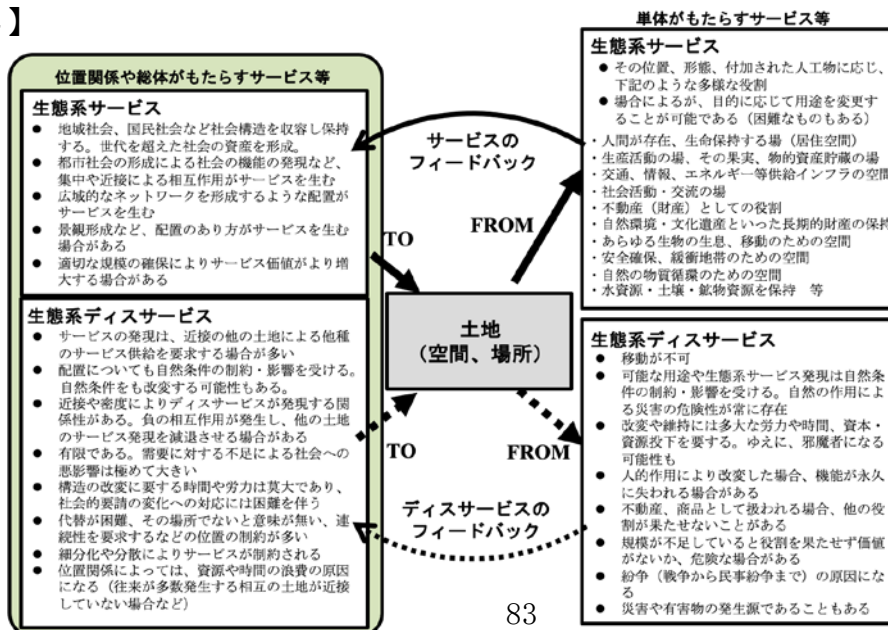 】
位置関係や総体がもたらすサービス等
生態系サービス
● 地域社会、国民社会など社会構造を収容し保持
する。世代を超えた社会の資産を形成。
● 都市社会の形成による社会の機能の発現など、
集中や近接による相互作用がサービスを生む
● 広域的なネットワークを形成するような配置が
サービスを生む
● 景観形成など、配置のあり方がサービスを生む
場合がある
● 適切な規模の確保によりサービス価値がより増
大する場合がある
生態系ディスサービス
● サービスの発現は、近接の他の土地による他種
のサービス供給を要求する場合が多い
● 配置についても自然条件の制約・影響を受ける。
自然条件をも改変する可能性もある。
● 近接や密度によりディスサービスが発現する関
係性がある。負の相互作用が発生し、他の土地
のサービス発現を減退させる場合がある
● 有限である。需要に対する不足による社会への
悪影響は極めて大きい
● 構造の改変に要する時間や労力は莫大であり、
社会的要請の変化への対応には困難を伴う
● 代替が困難、その場所でないと意味が無い、連
続性を要求するなどの位置の制約が多い
● 細分化や分散によりサービスが制約される
● 位置関係によっては、資源や時間の浪費の原因
になる（往来が多数発生する相互の土地が近接
していない場合など）
サービスの
フィードバック
TO
FROM
土地
（空間、場所）
TO
FROM
ディスサービスの
フィードバック
単体がもたらすサービス等
生態系サービス
● その位置、形態、付加された人工物に応じ、
下記のような多様な役割
● 場合によるが、目的に応じて用途を変更す
ることが可能である（困難なものもある）
・人間が存在、生命保持する場（居住空間）
・生産活動の場、その果実、物的資産貯蔵の場
・交通、情報、エネルギー等供給インフラの空間
・社会活動・交流の場
・不動産（財産）としての役割
・自然環境・文化遺産といった長期的財産の保持
・あらゆる生物の生息、移動のための空間
・安全確保、緩衝地帯のための空間
・自然の物質循環のための空間
・水資源・土壌・鉱物資源を保持　等
生態系ディスサービス
● 移動が不可
● 可能な用途や生態系サービス発現は自然条
件の制約・影響を受ける。自然の作用によ
る災害の危険性が常に存在
● 改変や維持には多大な労力や時間、資本・
資源投下を要する。ゆえに、邪魔者になる
可能性も
● 人的作用により改変した場合、機能が永久
に失われる場合がある
● 不動産、商品として扱われる場合、他の役
割が果たせないことがある
● 規模が不足していると役割を果たせず価値
がないか、危険な場合がある
● 紛争（戦争から民事紛争まで）の原因にな
る
● 災害や有害物の発生源であることもある
83